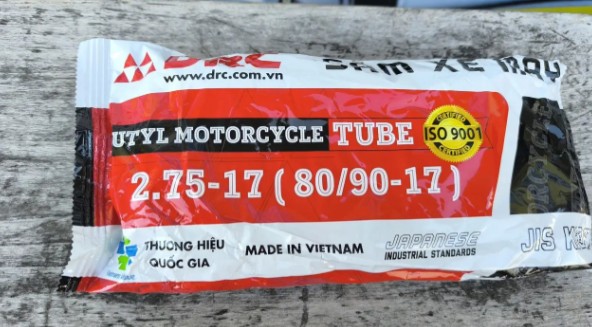 DRC
SĂM XE MÁY
www.drc.com.vn
UTYL MOTORCYCLE TUBE
CERTIFIED
ISO 9001
CERTIFIED
2.75-17 ( 80/90-17 )
THƯƠNG HIỆU
QUỐC GIA
MADE IN VIETNAM
JAPANESE
INDUSTRIAL STANDARDS
JIS